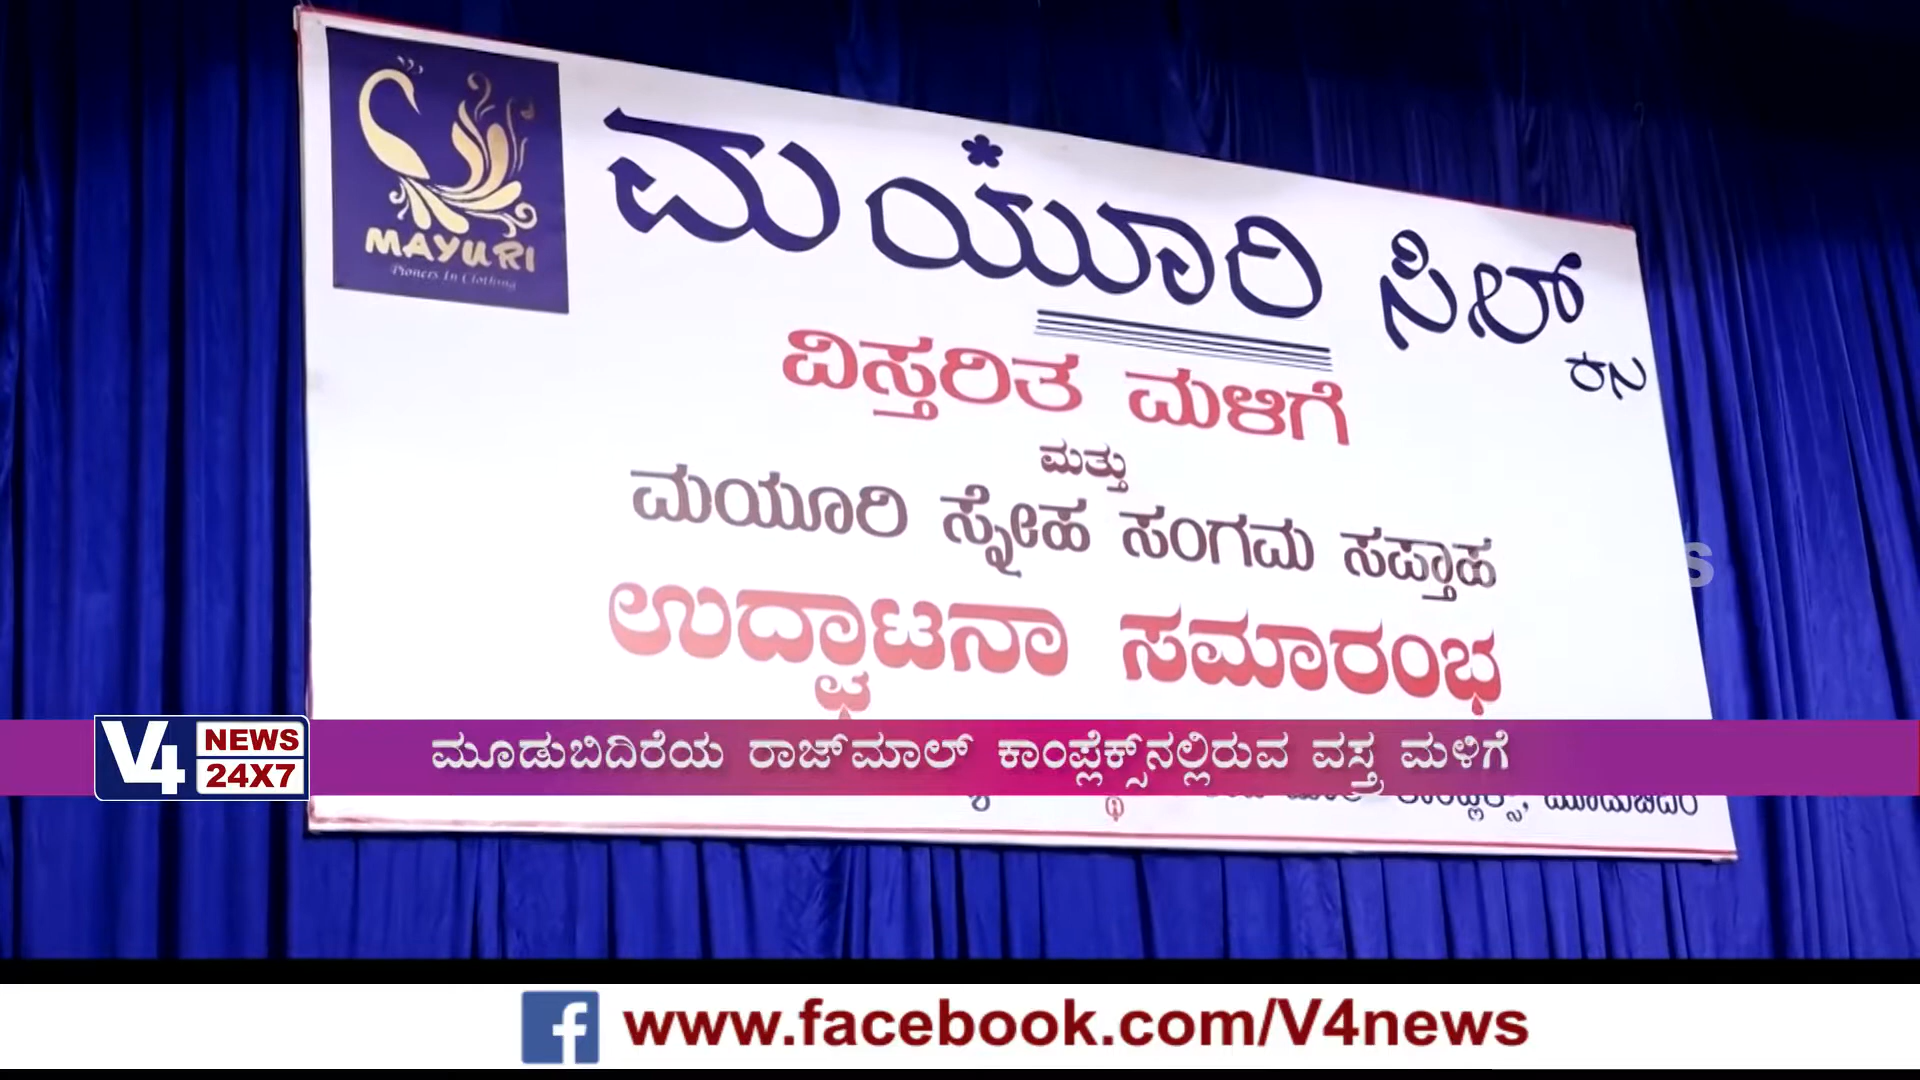 MAYURI
Pioners In Clothing
ಮಯೂರಿ ಸಿಲ್ಕ್ಸ್
ವಿಸ್ತರಿತ ಮಳಿಗೆ
ಮತ್ತು
ಮಯೂರಿ ಸ್ನೇಹ ಸಂಗಮ ಸಪ್ತಾಹ
ಉದ್ಘಾಟನಾ ಸಮಾರಂಭ
V4 NEWS 24X7
ಮೂಡುಬಿದಿರೆಯ ರಾಜ್‌ಮಾಲ್ ಕಾಂಪ್ಲೆಕ್ಸ್‌ನಲ್ಲಿರುವ ವಸ್ತ್ರ ಮಳಿಗೆ
www.facebook.com/V4news